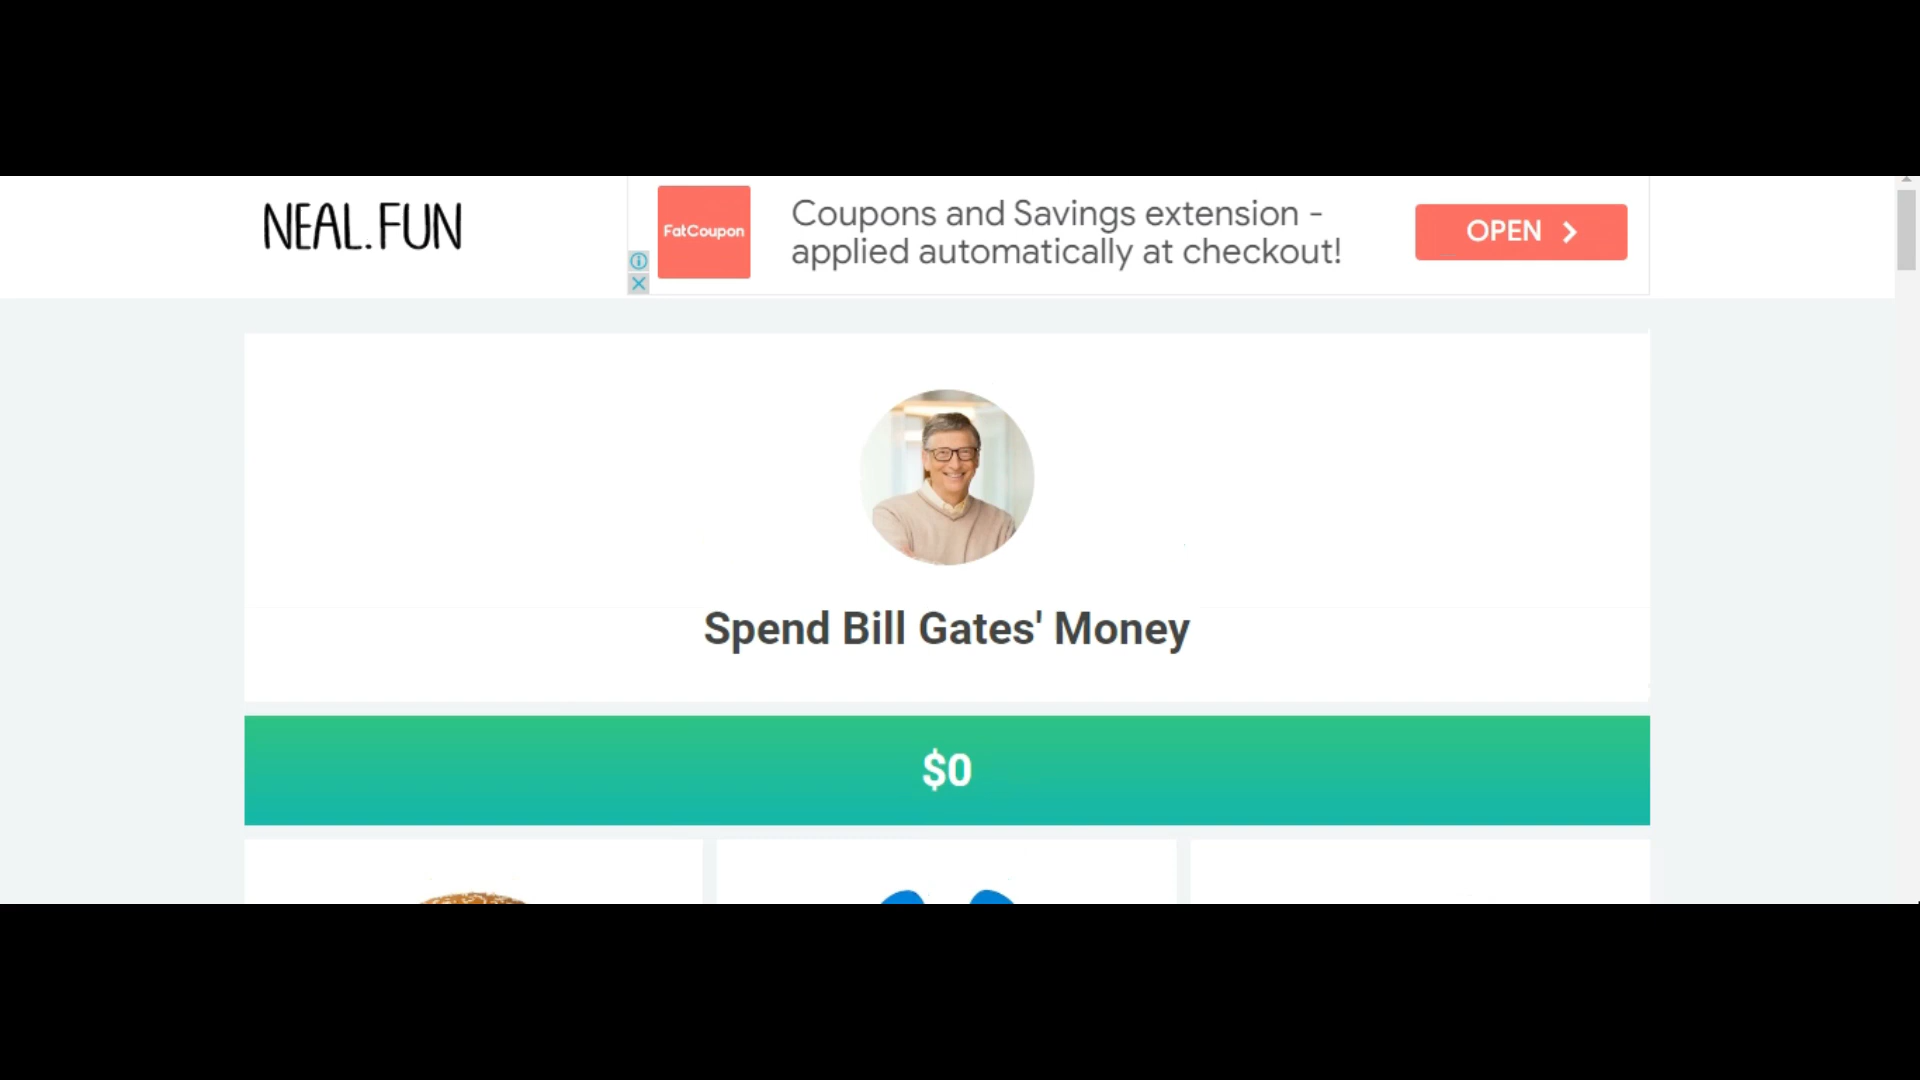 NEAL.FUN
FatCoupon
Coupons and Savings extension -
applied automatically at checkout!
OPEN
Spend Bill Gates' Money
$0